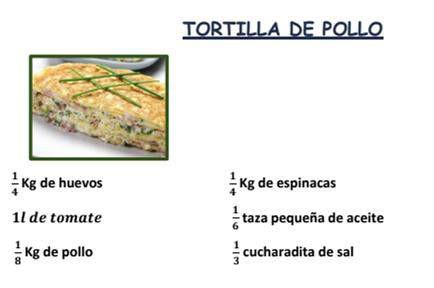 TORTILLA DE POLLO
1/4 Kg de huevos
1/4 Kg de espinacas
1l de tomate
1/6 taza pequeña de aceite
1/8 Kg de pollo
1/3 cucharadita de sal